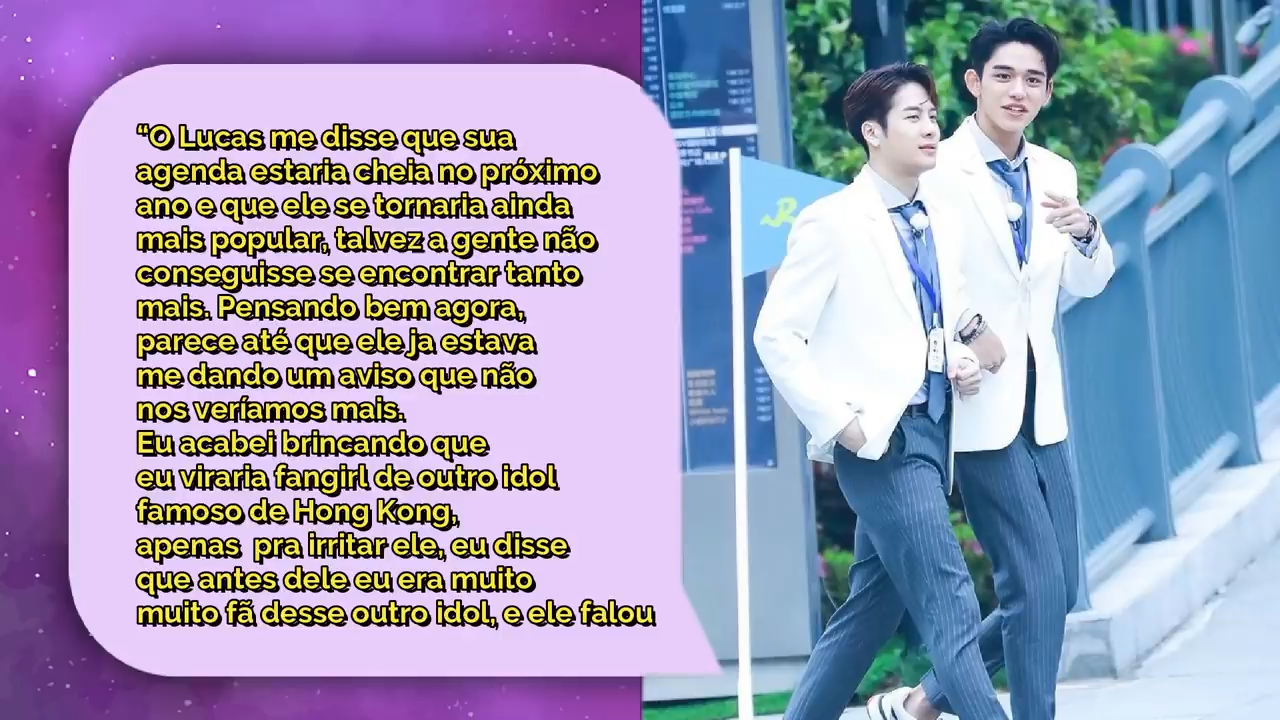 “O Lucas me disse que sua
agenda estaria cheia no próximo
ano e que ele se tornaria ainda
mais popular, talvez a gente não
conseguisse se encontrar tanto
mais. Pensando bem agora,
parece até que ele ja estava
me dando um aviso que não
nos veríamos mais.
Eu acabei brincando que
eu viraria fangirl de outro idol
famoso de Hong Kong,
apenas  pra irritar ele, eu disse
que antes dele eu era muito
muito fã desse outro idol, e ele falou